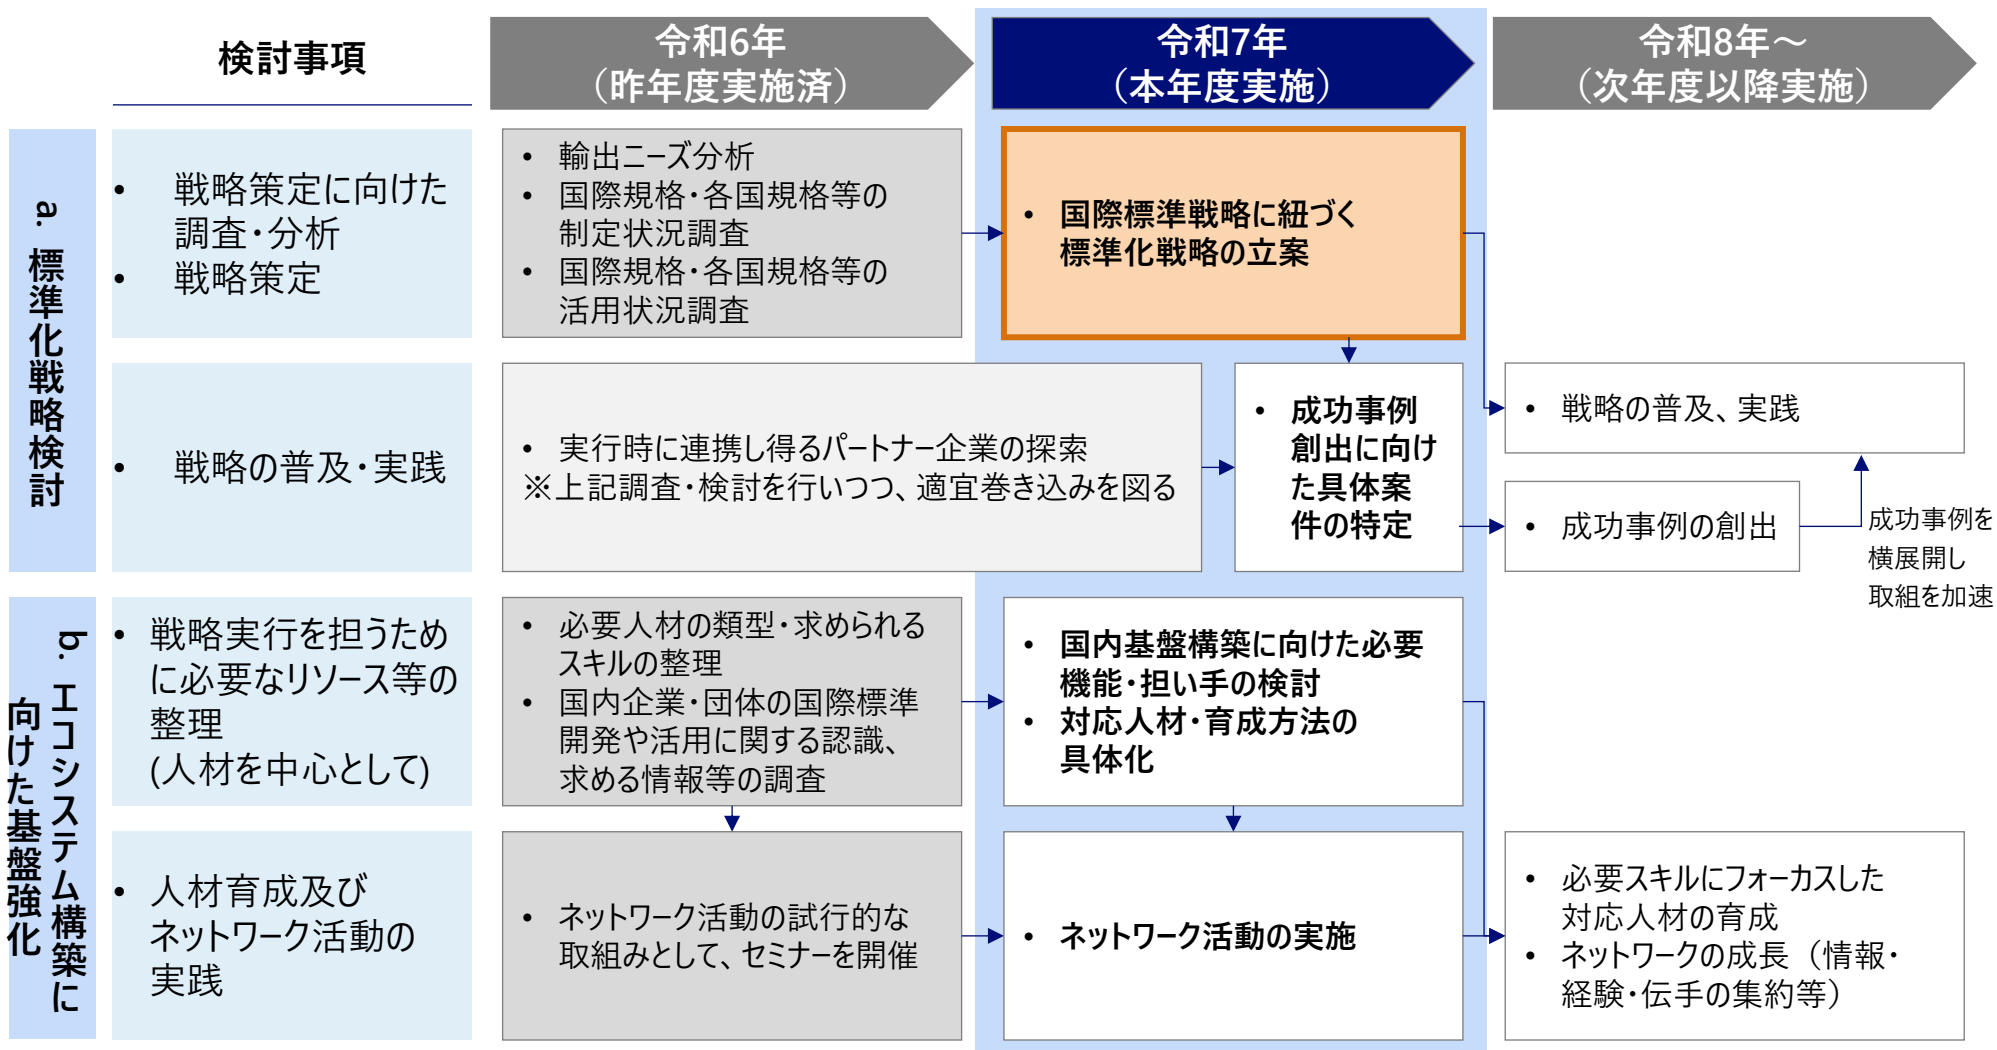 検討事項
令和6年
（昨年度実施済）
令和7年
（本年度実施）
令和8年～
（次年度以降実施）
a. 標準化戦略検討
• 戦略策定に向けた
調査・分析
• 戦略策定
• 輸出ニーズ分析
• 国際規格・各国規格等の
制定状況調査
• 国際規格・各国規格等の
活用状況調査
• 国際標準戦略に紐づく
標準化戦略の立案
• 戦略の普及・実践
• 実行時に連携し得るパートナー企業の探索
※上記調査・検討を行いつつ、適宜巻き込みを図る
• 成功事例
創出に向け
た具体案
件の特定
• 戦略の普及、実践
• 成功事例の創出
成功事例を
横展開し
取組を加速
b. エコシステム構築に
向けた基盤強化
• 戦略実行を担うため
に必要なリソース等の
整理
(人材を中心として)
• 必要人材の類型・求められる
スキルの整理
• 国内企業・団体の国際標準
開発や活用に関する認識、
求める情報等の調査
• 国内基盤構築に向けた必要
機能・担い手の検討
• 対応人材・育成方法の
具体化
• 人材育成及び
ネットワーク活動の
実践
• ネットワーク活動の試行的な
取組みとして、セミナーを開催
• ネットワーク活動の実施
• 必要スキルにフォーカスした
対応人材の育成
• ネットワークの成長（情報・
経験・伝手の集約等）